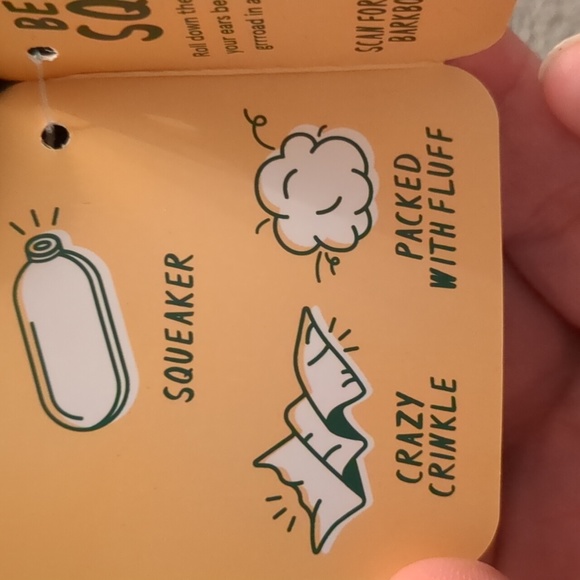 BE
SQ
Roll down the
your ears be
grrroad in a
SCAN FOR
BARKBO
SQUEAKER
PACKED
WITH FLUFF
CRAZY
CRINKLE